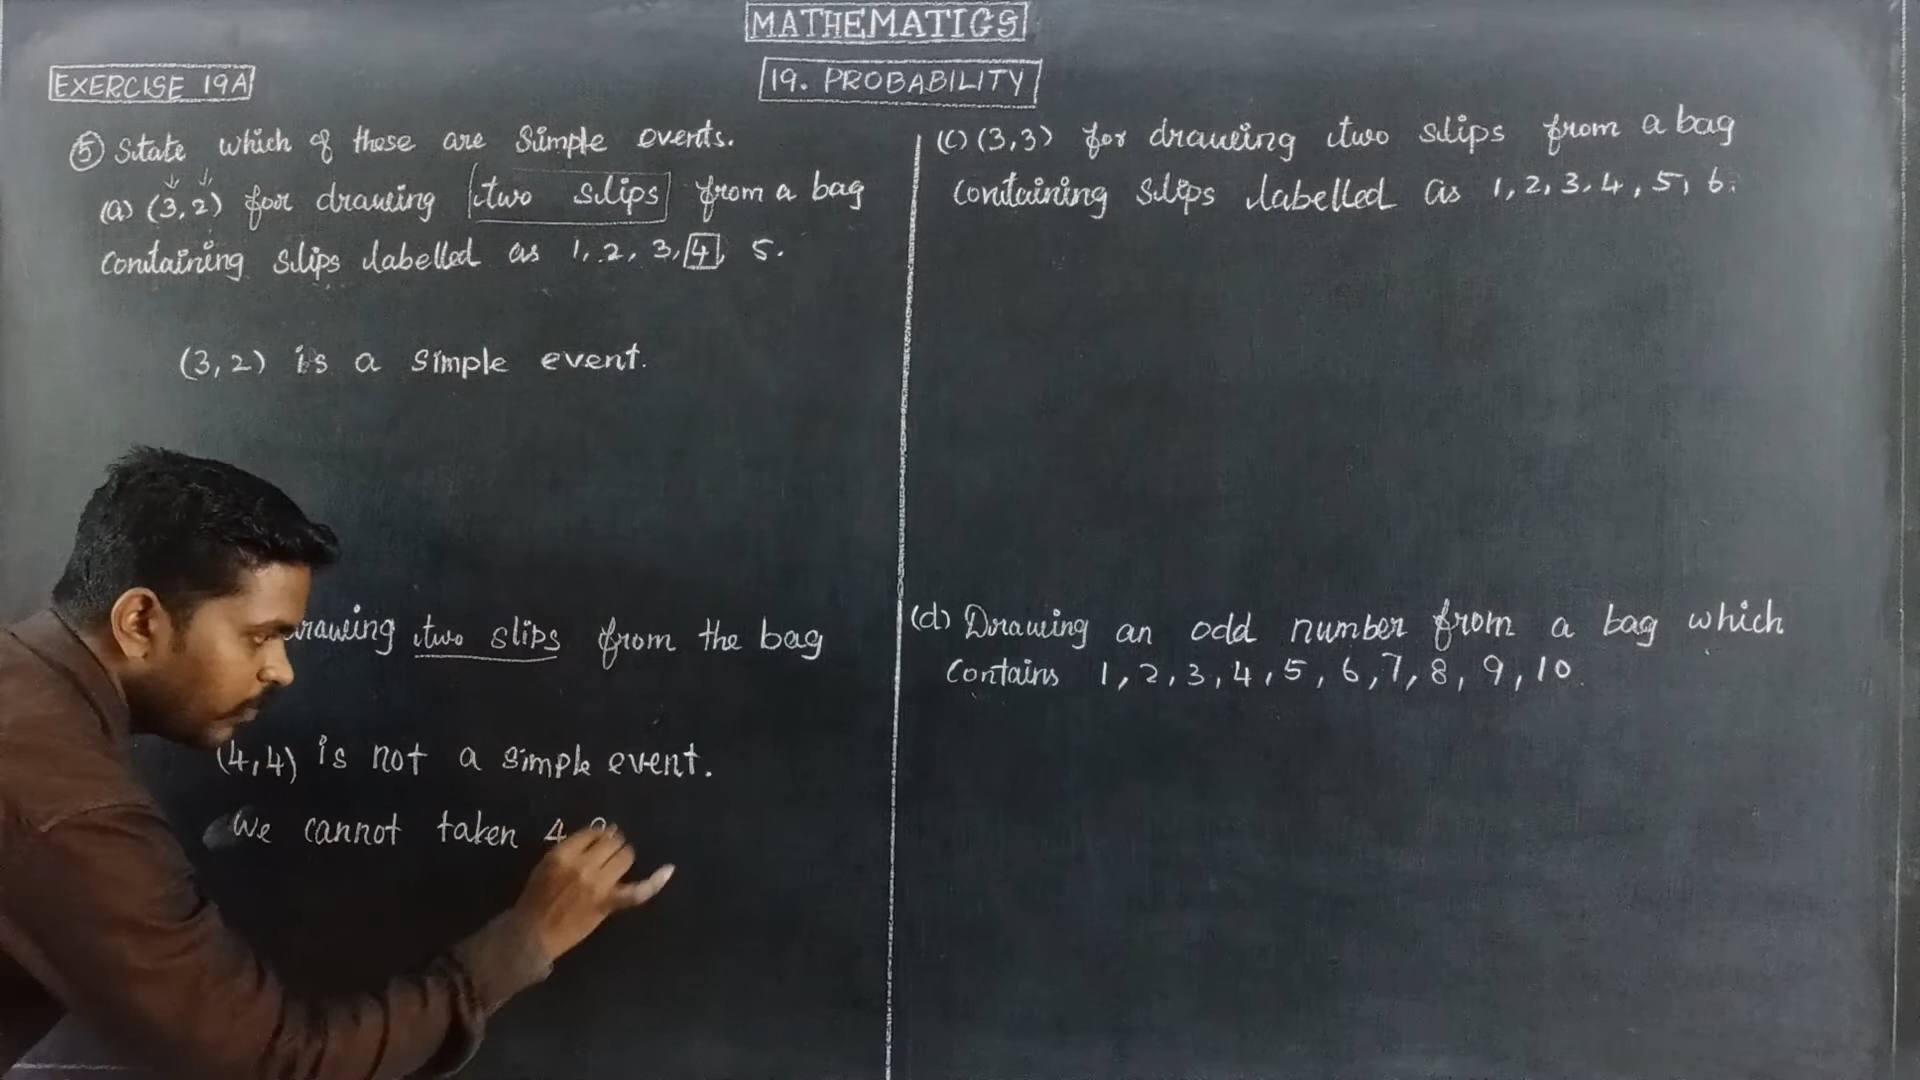 MATHEMATICS
19. PROBABILITY
EXERCISE 19A
5 State which of these are Simple events.
(a) (3,2) for drawing two slips from a bag
containing slips labelled as 1, 2, 3, 4, 5.
(3,2) is a simple event.
drawing two slips from the bag
(4,4) is not a simple event.
We cannot taken 4
(c) (3,3) for drawing two slips from a bag
containing slips labelled as 1, 2, 3, 4, 5, 6.
(d) Drawing an odd number from a bag which
contains 1, 2, 3, 4, 5, 6, 7, 8, 9, 10.